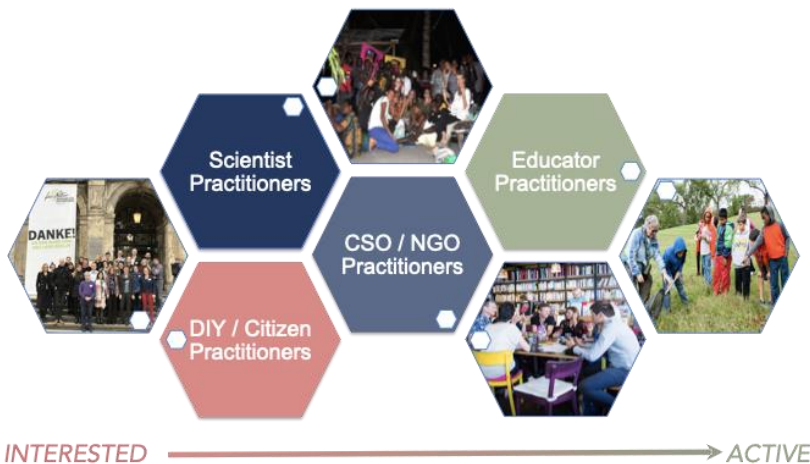 Scientist
Practitioners
Educator
Practitioners
CSO / NGO
Practitioners
DANKE!
DIY / Citizen
Practitioners
INTERESTED
ACTIVE